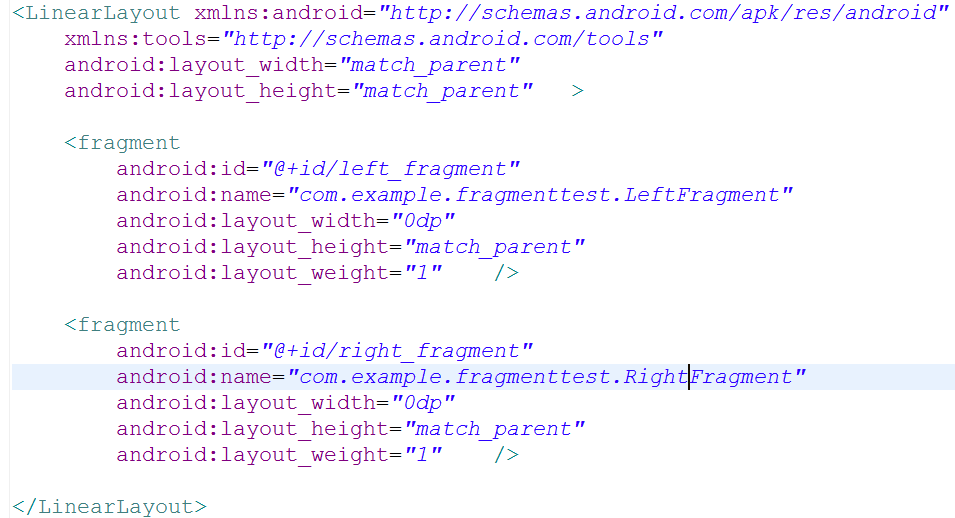 <LinearLayout xmlns:android="http://schemas.android.com/apk/res/android"
    xmlns:tools="http://schemas.android.com/tools"
    android:layout_width="match_parent"
    android:layout_height="match_parent"   >

    <fragment
        android:id="@+id/left_fragment"
        android:name="com.example.fragmenttest.LeftFragment"
        android:layout_width="0dp"
        android:layout_height="match_parent"
        android:layout_weight="1"    />

    <fragment
        android:id="@+id/right_fragment"
        android:name="com.example.fragmenttest.RightFragment"
        android:layout_width="0dp"
        android:layout_height="match_parent"
        android:layout_weight="1"    />

</LinearLayout>